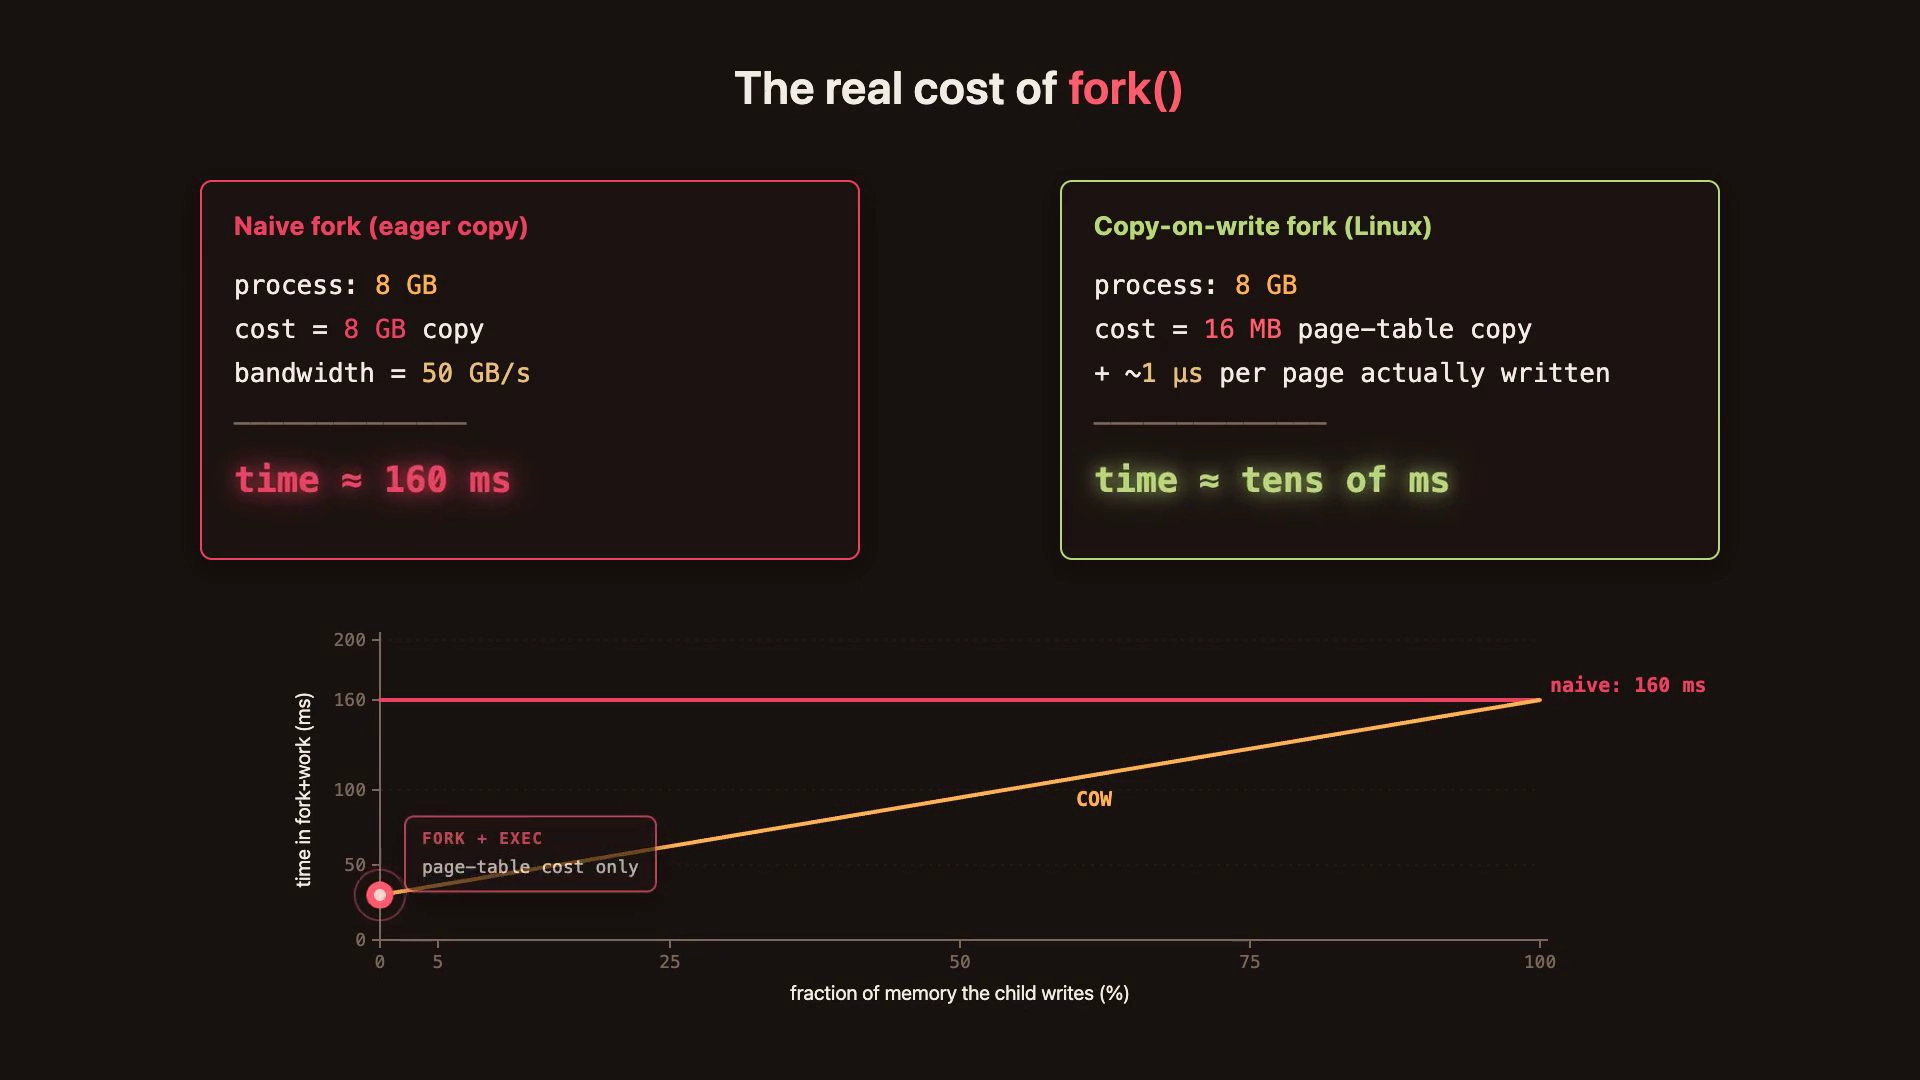 The real cost of fork()
Naive fork (eager copy)
process: 8 GB
cost = 8 GB copy
bandwidth = 50 GB/s
time ≈ 160 ms
Copy-on-write fork (Linux)
process: 8 GB
cost = 16 MB page-table copy
+ ~1 µs per page actually written
time ≈ tens of ms
200
160
100
50
0
time in fork+work (ms)
naive: 160 ms
COW
FORK + EXEC
page-table cost only
0 5 25 50 75 100
fraction of memory the child writes (%)